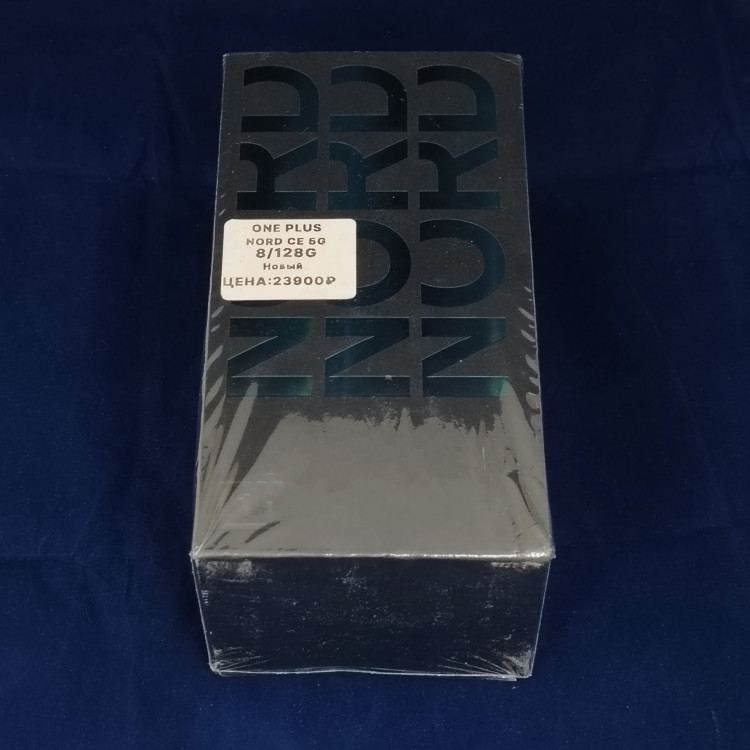 NORD
NORD
NORD
ONE PLUS
NORD CE 5G
8/128G
Новый
ЦЕНА:23900₽